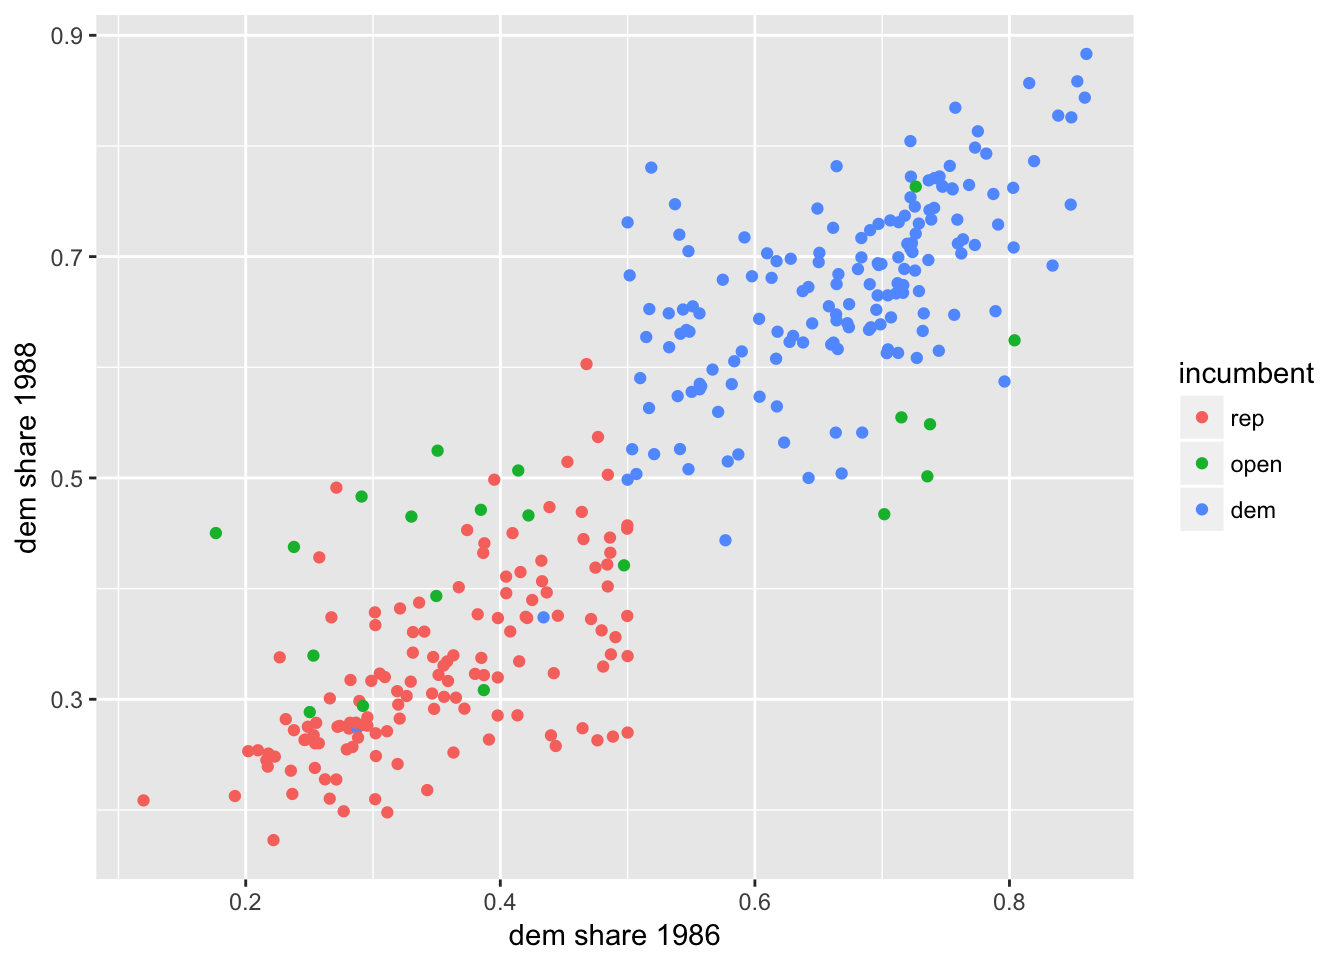 0.9
0.7
0.5
0.3
dem share 1988
0.2
0.4
0.6
0.8
dem share 1986
incumbent
rep
open
dem